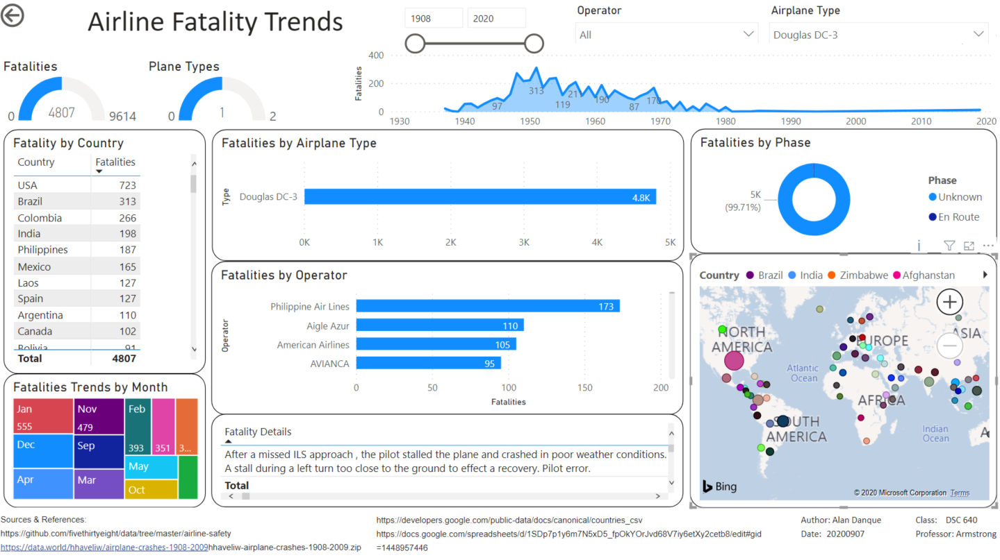 Airline Fatality Trends
1908
2020
Operator
All
Airplane Type
Douglas DC-3
Fatalities
0
4807
9614
Plane Types
0
1
2
Fatalities
400
200
0
97
313
119
211
190
87
170
1930
1940
1950
1960
1970
1980
1990
2000
2010
2020
Fatality by Country
Country Fatalities
USA 723
Brazil 313
Colombia 266
India 198
Philippines 187
Mexico 165
Laos 127
Spain 127
Argentina 110
Canada 102
Bolivia 91
Total 4807
Fatalities by Airplane Type
Type
Douglas DC-3
4.8K
0K
1K
2K
3K
4K
5K
Fatalities by Phase
5K
(99.71%)
Phase
Unknown
En Route
Fatalities by Operator
Operator
Philippine Air Lines 173
Aigle Azur 110
American Airlines 105
AVIANCA 95
0
50
100
150
200
Fatalities
Country Brazil India Zimbabwe Afghanstan
NORTH
AMERICA
EUROPE
ASIA
Atlantic
Ocean
AFRICA
SOUTH
AMERICA
Indian
Ocean
A
Bing
© 2020 Microsoft Corporation Terms
Fatalities Trends by Month
Jan
555
Nov
479
Feb
393
351
3...
Dec
Sep
May
Apr
Mar
Oct
Fatality Details
After a missed ILS approach , the pilot stalled the plane and crashed in poor weather conditions.
A stall during a left turn too close to the ground to effect a recovery. Pilot error.
Total
Sources & References:
https://github.com/fivethirtyeight/data/tree/master/airline-safety
https://data.world/hhaveliw/airplane-crashes-1908-2009hhaveliw-airplane-crashes-1908-2009.zip
https://developers.google.com/public-data/docs/canonical/countries_csv
https://docs.google.com/spreadsheets/d/1SDp7p1y6m7N5xD5_fpOkYOrJvd68V7iy6etXy2cetb8/edit#gid
=1448957446
Author: Alan Danque
Class: DSC 640
Date: 20200907
Professor: Armstrong